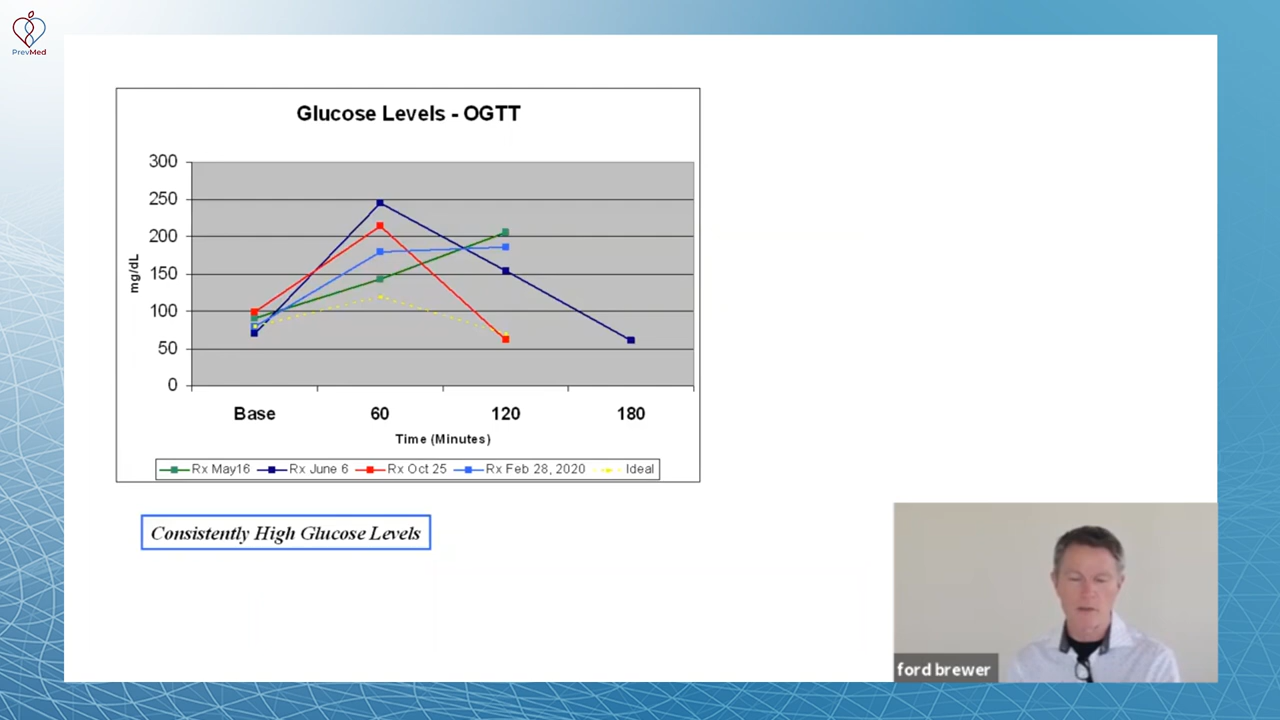 PrevMed
Glucose Levels - OGTT
300
250
200
150
100
50
0
mg/dL
Base 60 120 180
Time (Minutes)
Rx May16 Rx June 6 Rx Oct 25 Rx Feb 28, 2020 Ideal
Consistently High Glucose Levels
ford brewer